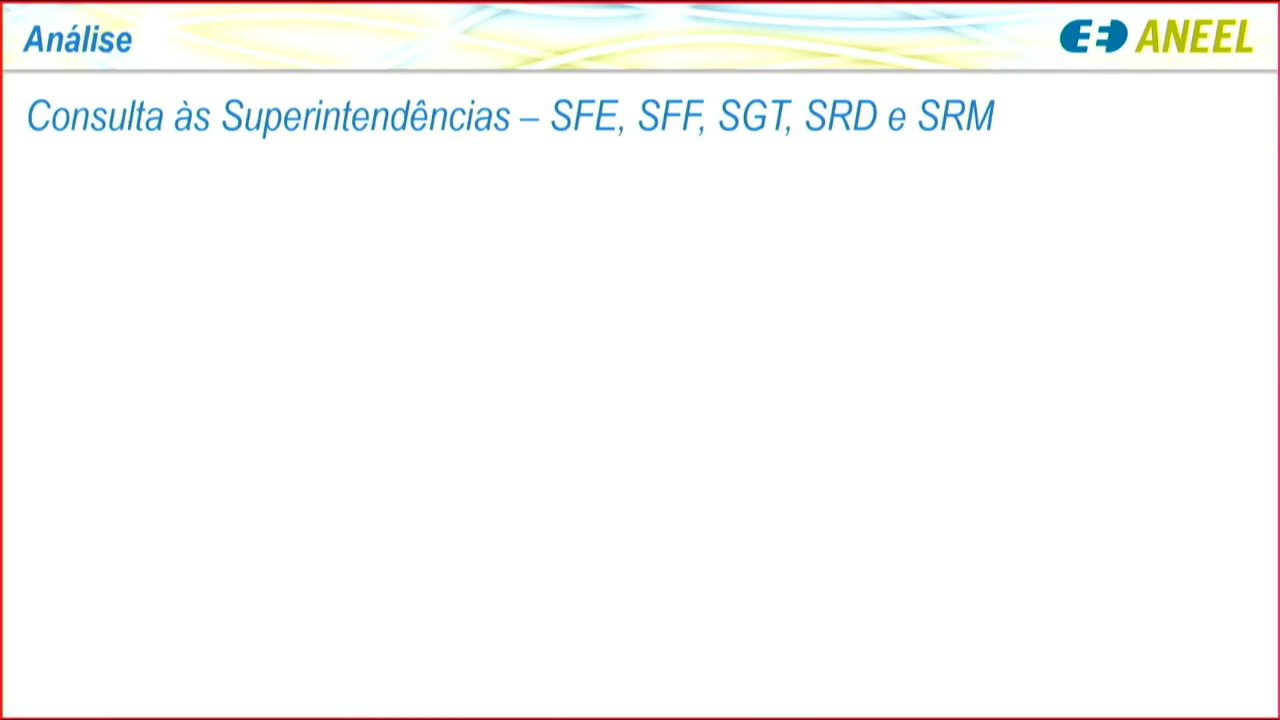 Análise
ANEEL
Consulta às Superintendências – SFE, SFF, SGT, SRD e SRM